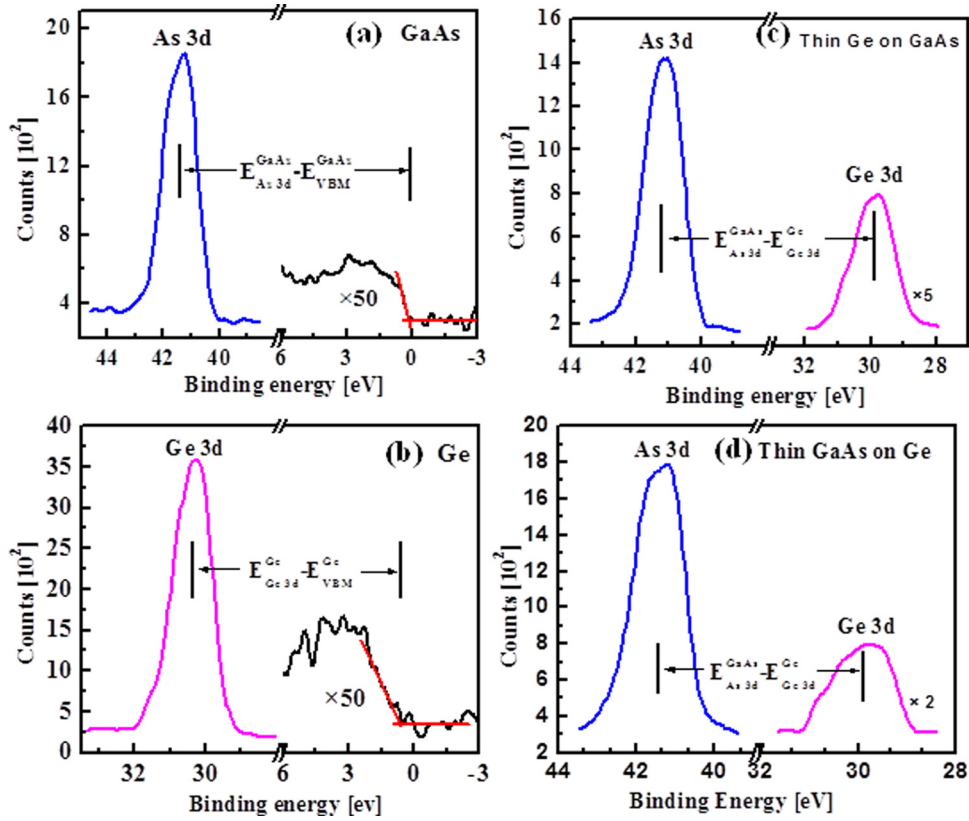 20
16
12
8
4
Counts [10²]
As 3d
(a) GaAs
E^GaAs_As 3d-E^GaAs_VBM
×50
44 42 40 6 3 0 -3
Binding energy [eV]
16
14
12
10
8
6
4
2
Counts [10²]
As 3d
(c) Thin Ge on GaAs
Ge 3d
E^GaAs_As 3d-E^Ge_Ge 3d
×5
44 42 40 32 30 28
Binding energy [eV]
40
35
30
25
20
15
10
5
0
Counts [10²]
Ge 3d
(b) Ge
E^Ge_Ge 3d-E^Ge_VBM
×50
32 30 6 3 0 -3
Binding energy [ev]
20
18
16
14
12
10
8
6
4
2
Counts [10²]
As 3d
(d) Thin GaAs on Ge
Ge 3d
E^GaAs_As 3d-E^Ge_Ge 3d
× 2
44 42 40 32 30 28
Binding Energy [eV]